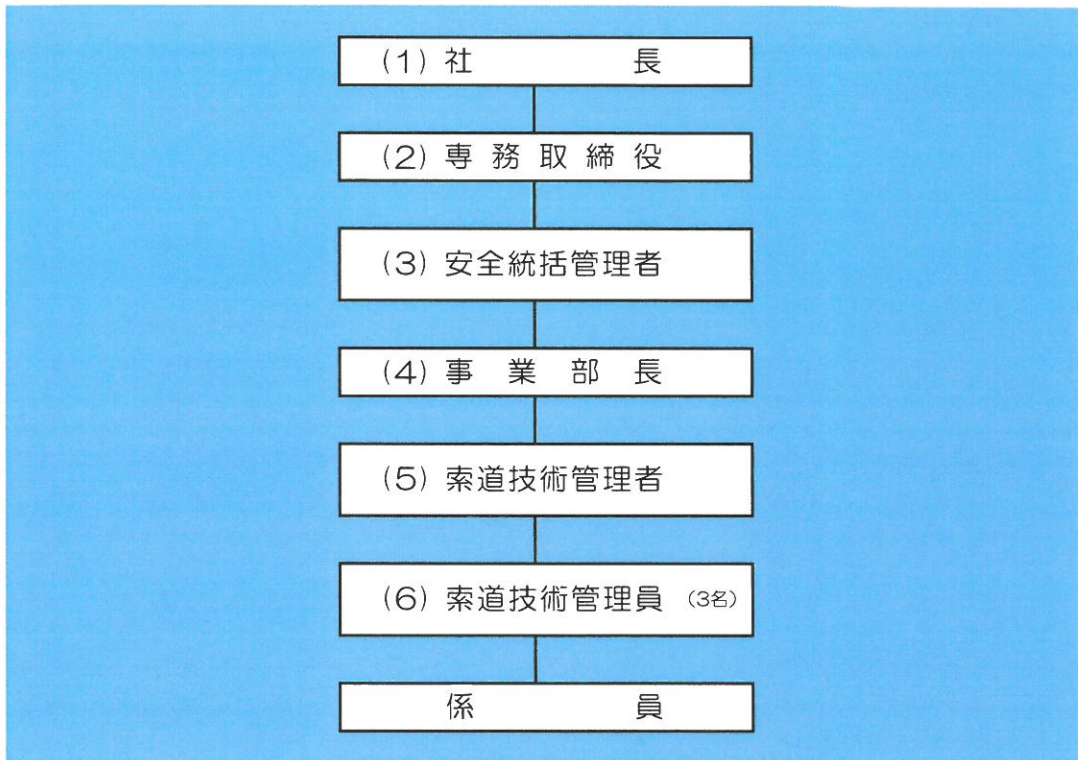 (1) 社長
(2) 専務取締役
(3) 安全統括管理者
(4) 事業部長
(5) 索道技術管理者
(6) 索道技術管理員 (3名)
係員